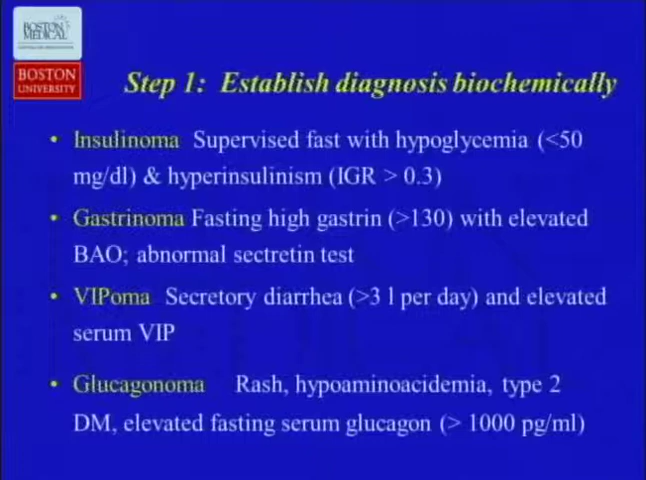 BOSTON
MEDICAL
BOSTON
UNIVERSITY
Step 1: Establish diagnosis biochemically
• Insulinoma Supervised fast with hypoglycemia (<50
mg/dl) & hyperinsulinism (IGR > 0.3)
• Gastrinoma Fasting high gastrin (>130) with elevated
BAO; abnormal sectretin test
• VIPoma Secretory diarrhea (>3 l per day) and elevated
serum VIP
• Glucagonoma Rash, hypoaminoacidemia, type 2
DM, elevated fasting serum glucagon (> 1000 pg/ml)